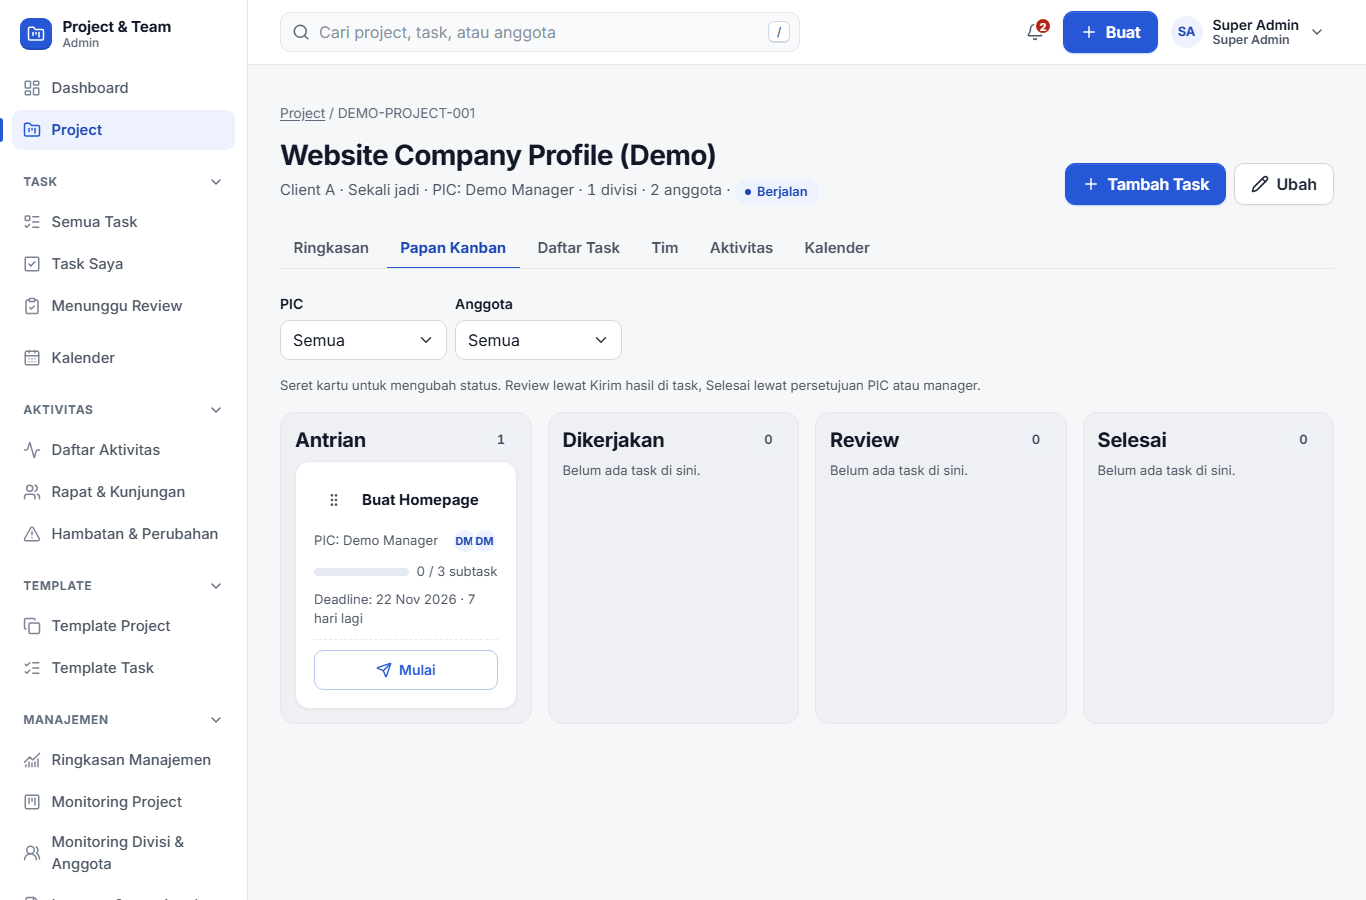 Project & Team
Admin
Cari project, task, atau anggota
/
2
Buat
SA
Super Admin
Super Admin
Dashboard
Project
TASK
Semua Task
Task Saya
Menunggu Review
Kalender
AKTIVITAS
Daftar Aktivitas
Rapat & Kunjungan
Hambatan & Perubahan
TEMPLATE
Template Project
Template Task
MANAJEMEN
Ringkasan Manajemen
Monitoring Project
Monitoring Divisi &
Anggota
Project / DEMO-PROJECT-001
Website Company Profile (Demo)
Client A · Sekali jadi · PIC: Demo Manager · 1 divisi · 2 anggota ·
Berjalan
Tambah Task
Ubah
Ringkasan
Papan Kanban
Daftar Task
Tim
Aktivitas
Kalender
PIC
Anggota
Semua
Semua
Seret kartu untuk mengubah status. Review lewat Kirim hasil di task, Selesai lewat persetujuan PIC atau manager.
Antrian
1
Buat Homepage
PIC: Demo Manager
DM
DM
0 / 3 subtask
Deadline: 22 Nov 2026 · 7
hari lagi
Mulai
Dikerjakan
0
Belum ada task di sini.
Review
0
Belum ada task di sini.
Selesai
0
Belum ada task di sini.